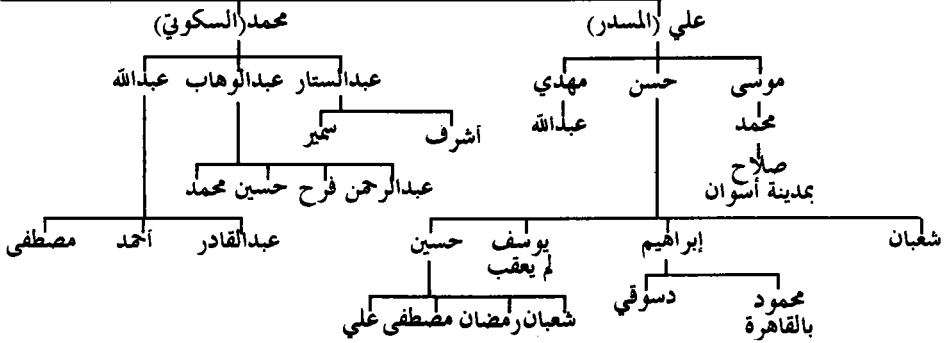 علي (المسدر) محمد (السكوتي)
موسى حسن مهدي عبدالستار عبدالوهاب عبدالله
محمد عبدالله أشرف سمير
صلاح
بمدينة أسوان عبدالرحمن فرح حسين محمد
شعبان إبراهيم يوسف حسين عبدالقادر أحمد مصطفى
لم يعقب
محمود دسوقي شعبان رمضان مصطفى علي
بالقاهرة